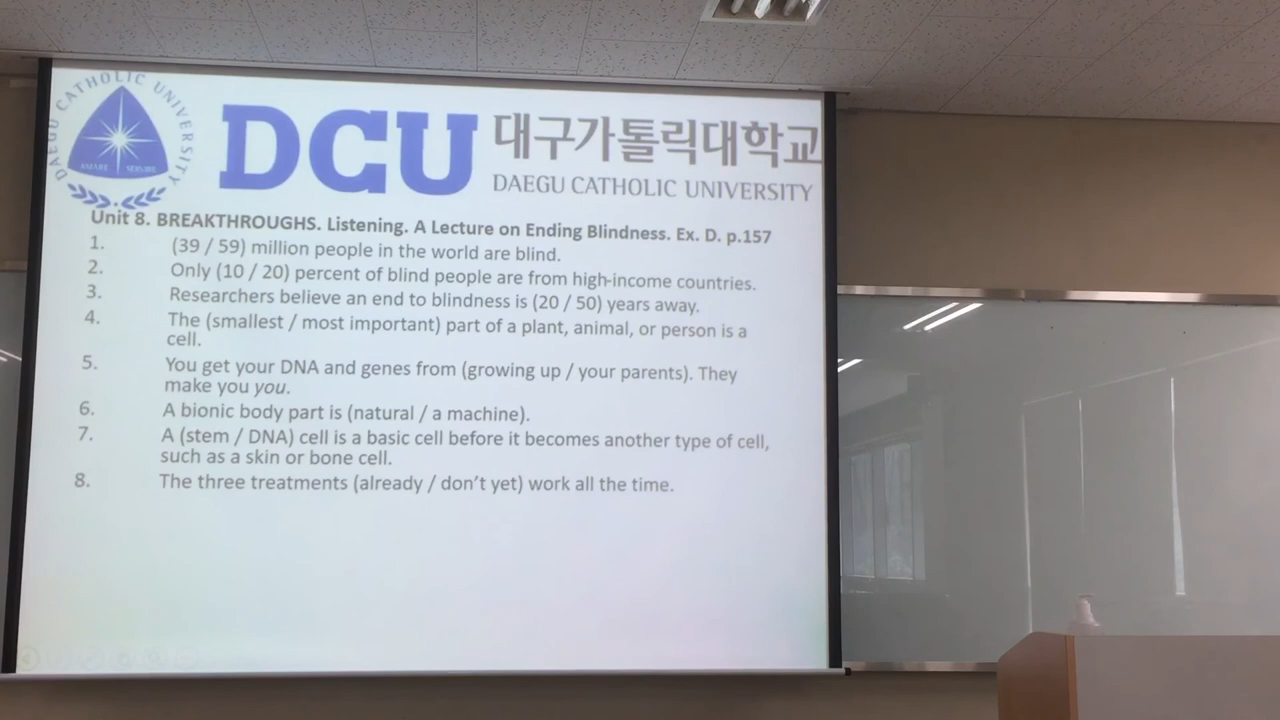 DAEGU CATHOLIC UNIVERSITY
AMARE SERVIRE
DCU
대구가톨릭대학교
DAEGU CATHOLIC UNIVERSITY
Unit 8. BREAKTHROUGHS. Listening. A Lecture on Ending Blindness. Ex. D. p.157
1. (39 / 59) million people in the world are blind.
2. Only (10 / 20) percent of blind people are from high-income countries.
3. Researchers believe an end to blindness is (20 / 50) years away.
4. The (smallest / most important) part of a plant, animal, or person is a
cell.
5. You get your DNA and genes from (growing up / your parents). They
make you you.
6. A bionic body part is (natural / a machine).
7. A (stem / DNA) cell is a basic cell before it becomes another type of cell,
such as a skin or bone cell.
8. The three treatments (already / don't yet) work all the time.